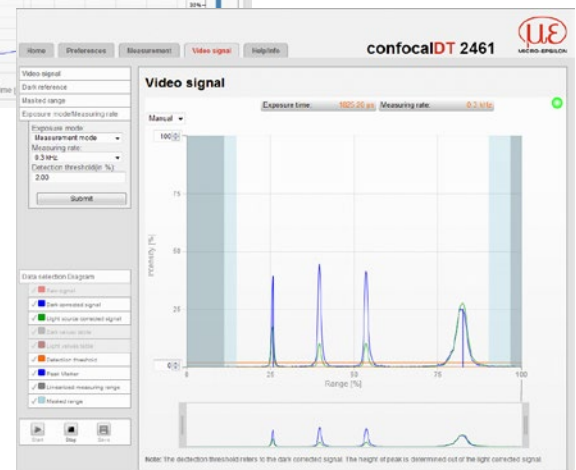 30%
Home Preferences Measurement Video signal Help/Info
confocalDT 2461
MICRO-EPSILON
Video signal
Dark reference
Masked range
Exposure mode/Measuring rate
Exposure mode:
Measurement mode
Measuring rate:
0.3 kHz
Detection threshold(in %):
2.00
Submit
Data selection Diagram
Raw signal
Dark corrected signal
Light source corrected signal
Dark values table
Light values table
Detection threshold
Peak Marker
Linearized measuring range
Masked range
Start Stop Save
Video signal
Exposure time: Measuring rate: 0.3 kHz
Manual
100
75
50
25
0
Intensity [%]
0 25 50 75 100
Range [%]
Note: The dectection threshold refers to the dark corrected signal. The height of peak is determined out of the light corrected signal.